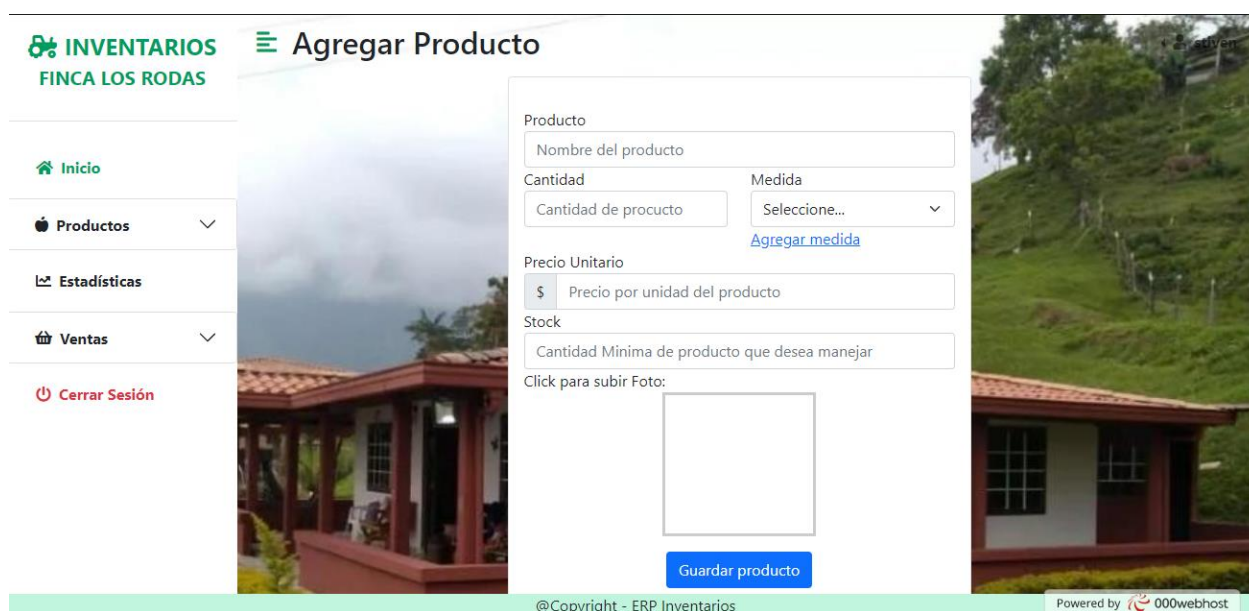 INVENTARIOS
FINCA LOS RODAS
Agregar Producto
stiven
Inicio
Productos
Estadísticas
Ventas
Cerrar Sesión
Producto
Nombre del producto
Cantidad Medida
Cantidad de procucto Seleccione...
Agregar medida
Precio Unitario
$ Precio por unidad del producto
Stock
Cantidad Minima de producto que desea manejar
Click para subir Foto:
Guardar producto
@Copyright - ERP Inventarios
Powered by 000webhost